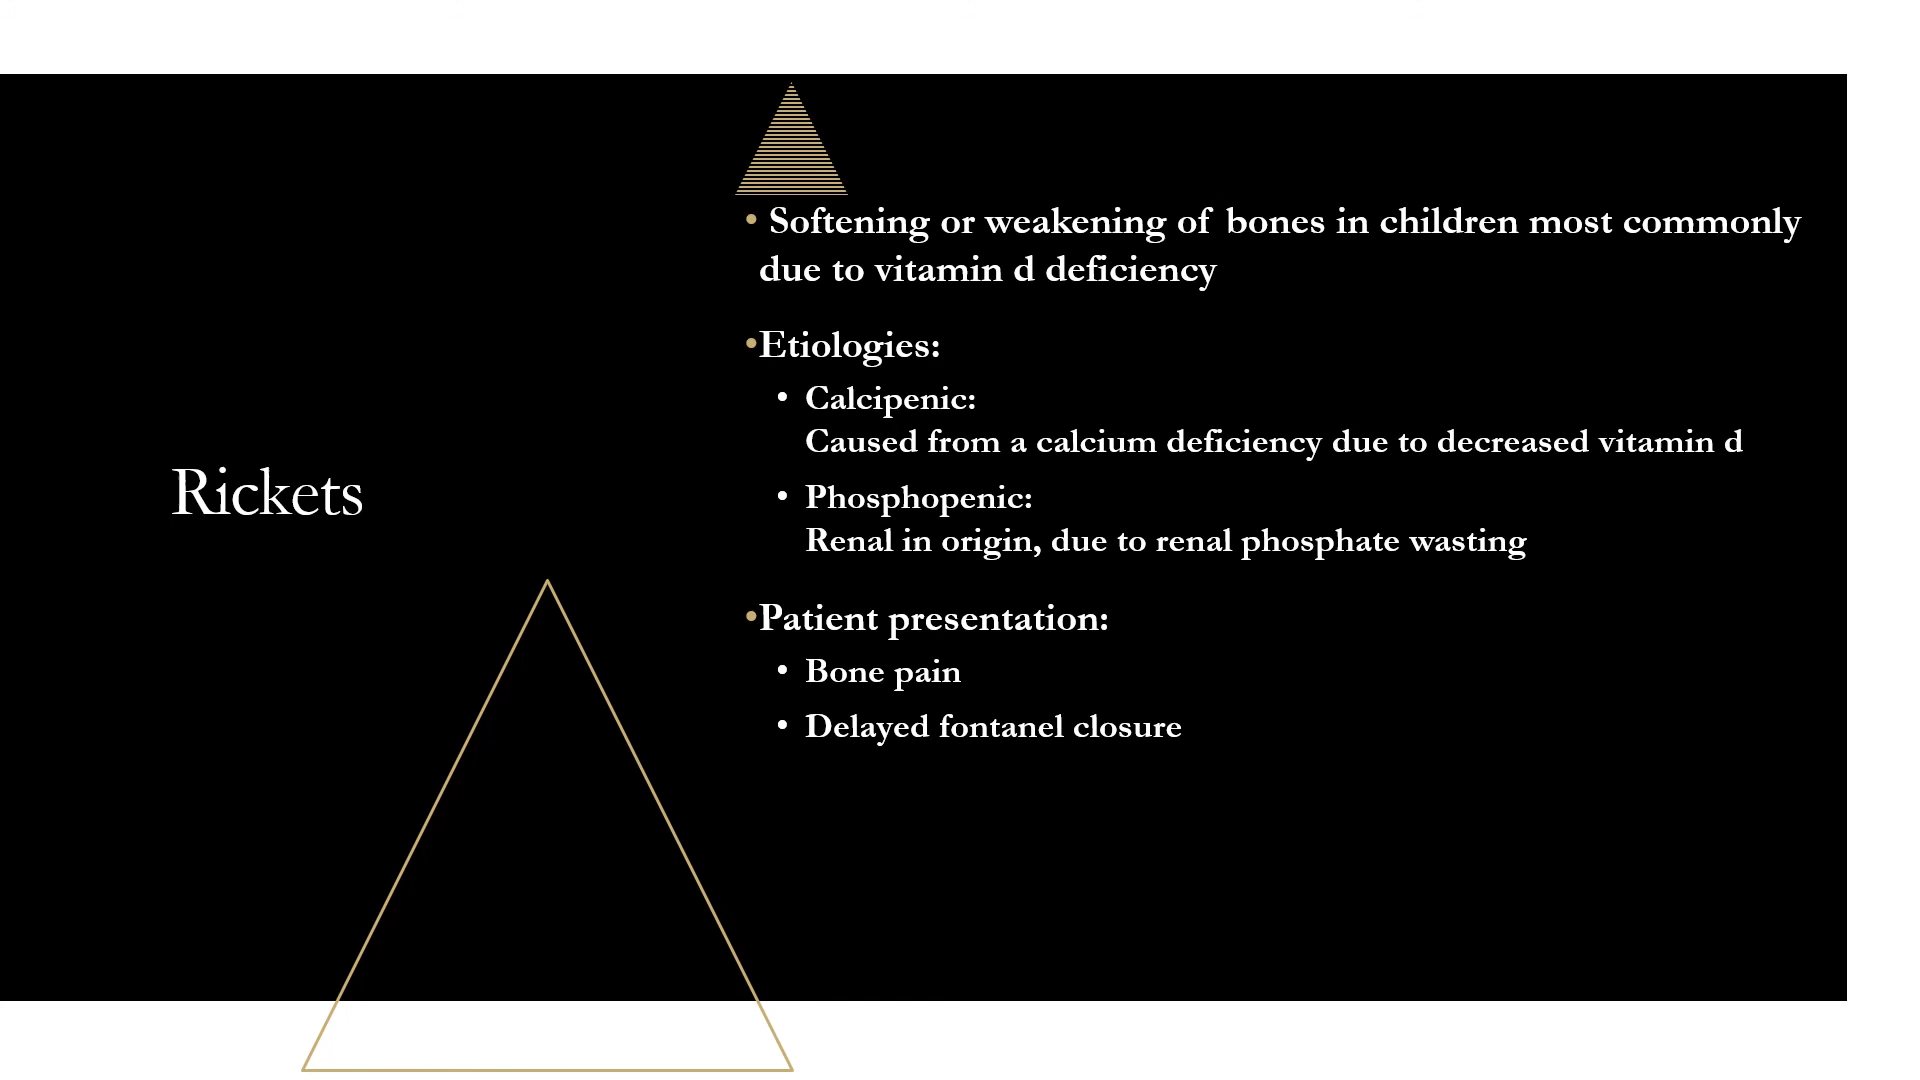 Rickets
• Softening or weakening of bones in children most commonly
due to vitamin d deficiency
•Etiologies:
• Calcipenic:
Caused from a calcium deficiency due to decreased vitamin d
• Phosphopenic:
Renal in origin, due to renal phosphate wasting
•Patient presentation:
• Bone pain
• Delayed fontanel closure